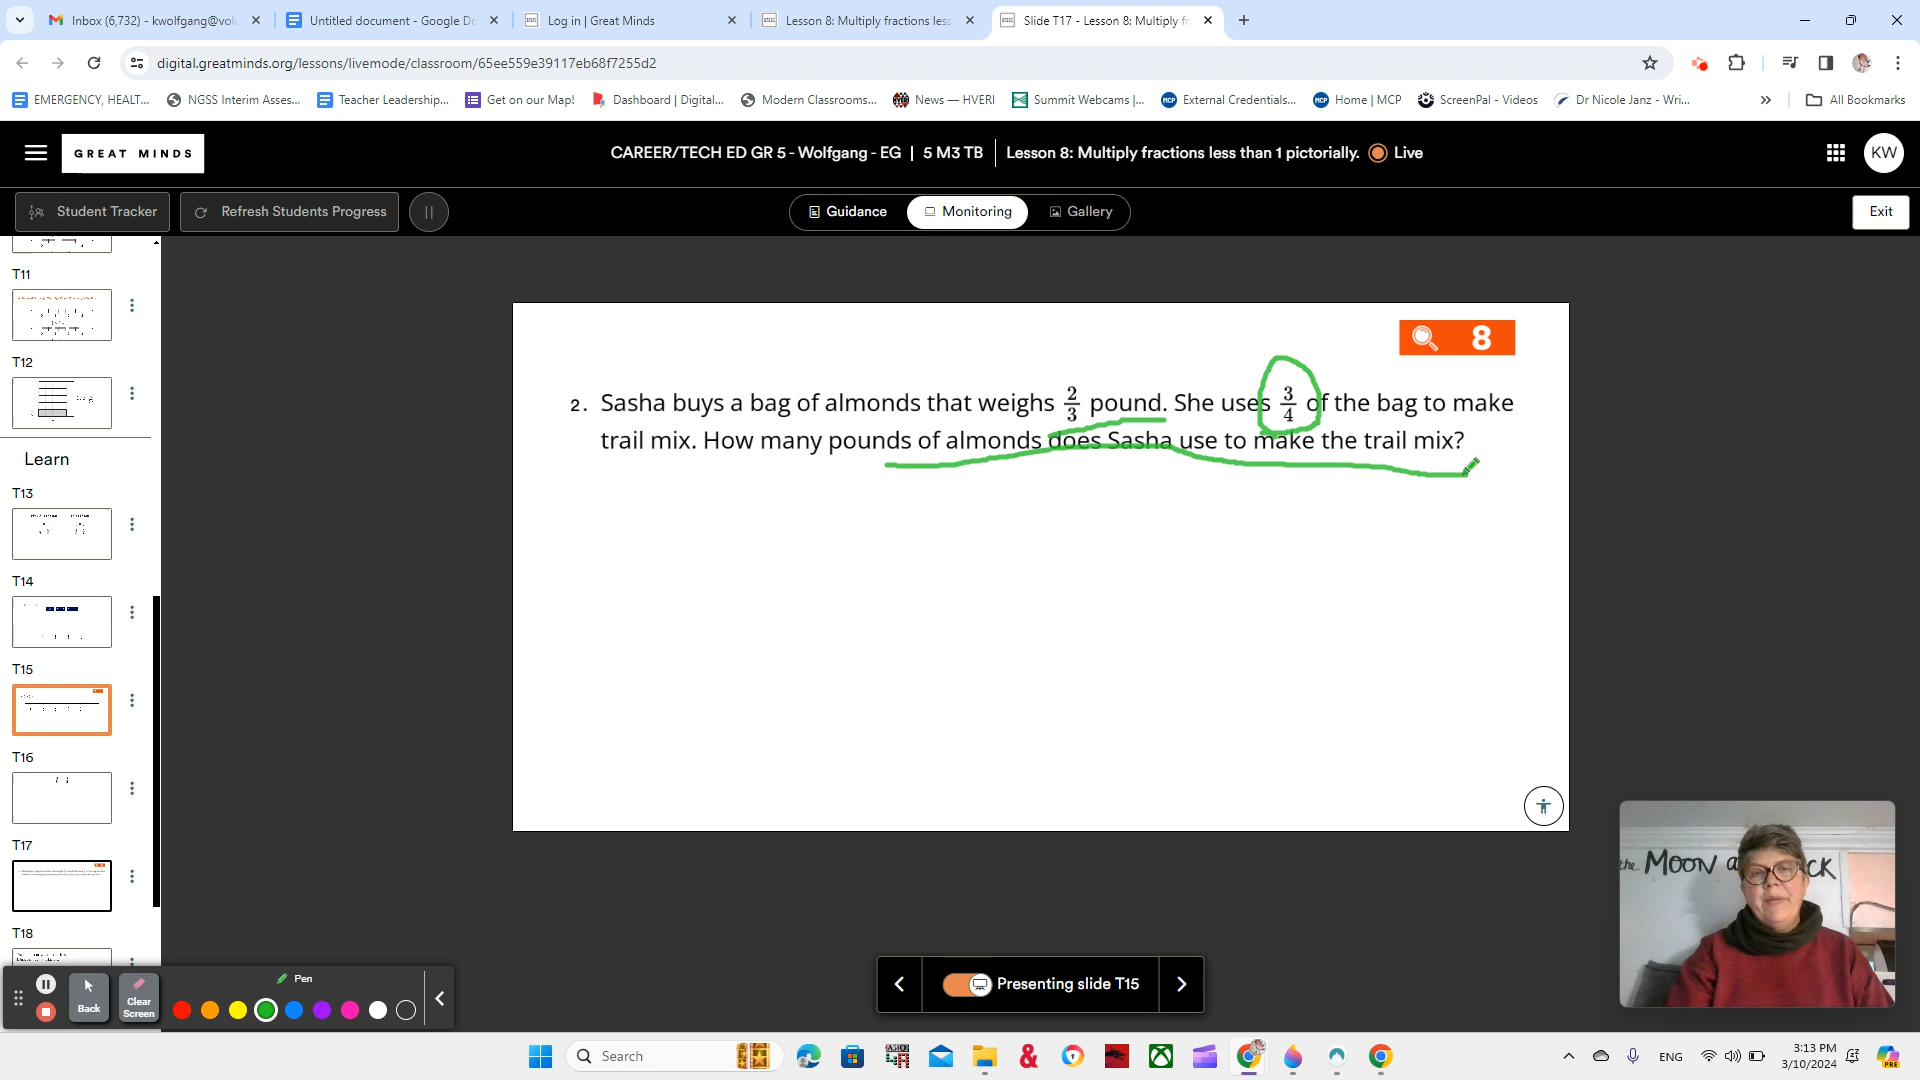 Inbox (6,732) - kwolfgang@volc
Untitled document - Google Do
Log in | Great Minds
Lesson 8: Multiply fractions less
Slide T17 - Lesson 8: Multiply fr
digital.greatminds.org/lessons/livemode/classroom/65ee559e39117eb68f7255d2
EMERGENCY, HEALT...
NGSS Interim Asses...
Teacher Leadership...
Get on our Map!
Dashboard | Digital...
Modern Classrooms...
News — HVERI
Summit Webcams |...
External Credentials...
Home | MCP
ScreenPal - Videos
Dr Nicole Janz - Wri...
All Bookmarks
GREAT MINDS
CAREER/TECH ED GR 5 - Wolfgang - EG | 5 M3 TB
Lesson 8: Multiply fractions less than 1 pictorially.
Live
KW
Student Tracker
Refresh Students Progress
Guidance
Monitoring
Gallery
Exit
T11
T12
Learn
T13
T14
T15
T16
T17
T18
8
2. Sasha buys a bag of almonds that weighs 2/3 pound. She uses 3/4 of the bag to make
trail mix. How many pounds of almonds does Sasha use to make the trail mix?
the MOON a CK
Pen
Back
Clear
Screen
Presenting slide T15
Search
ENG
3:13 PM
3/10/2024
PRE